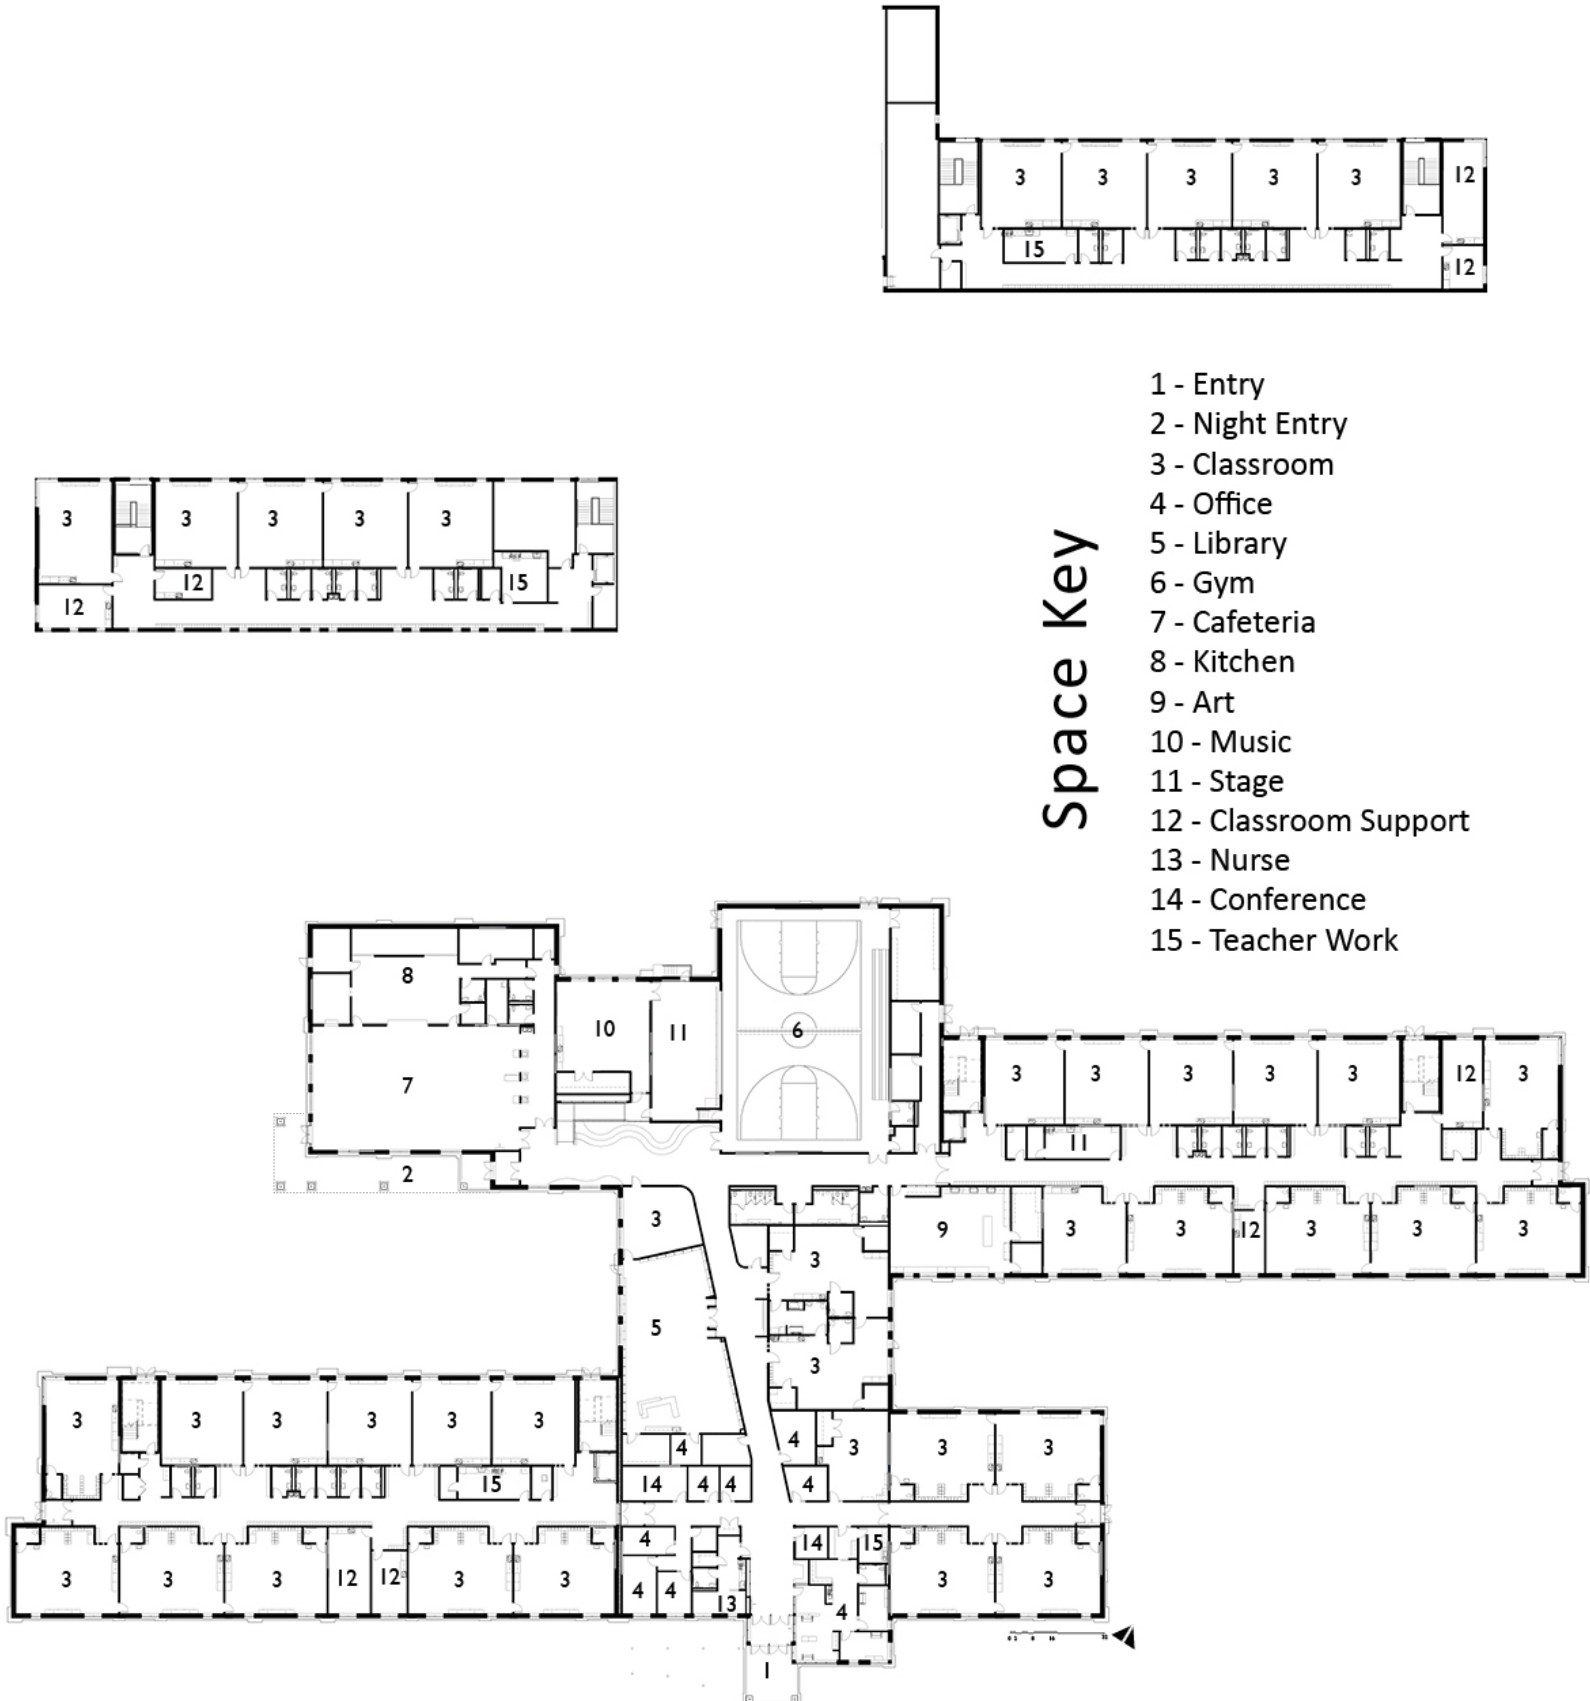 3 3 3 3 3 12
15 12
1 - Entry
2 - Night Entry
3 - Classroom
4 - Office
5 - Library
6 - Gym
7 - Cafeteria
8 - Kitchen
9 - Art
10 - Music
11 - Stage
12 - Classroom Support
13 - Nurse
14 - Conference
15 - Teacher Work
Space Key
3 3 3 3 3
12 15
12
8
10 11 6
7
3 3 3 3 3 12 3
11
2
3 9 3 3 12 3 3 3
3
5
3
3 3 3 3 3 3
4 4 3 3 3
15 14 4 4 4
4 14 15
3 3 3 12 12 3 3 4 4 13 4 3 3
1